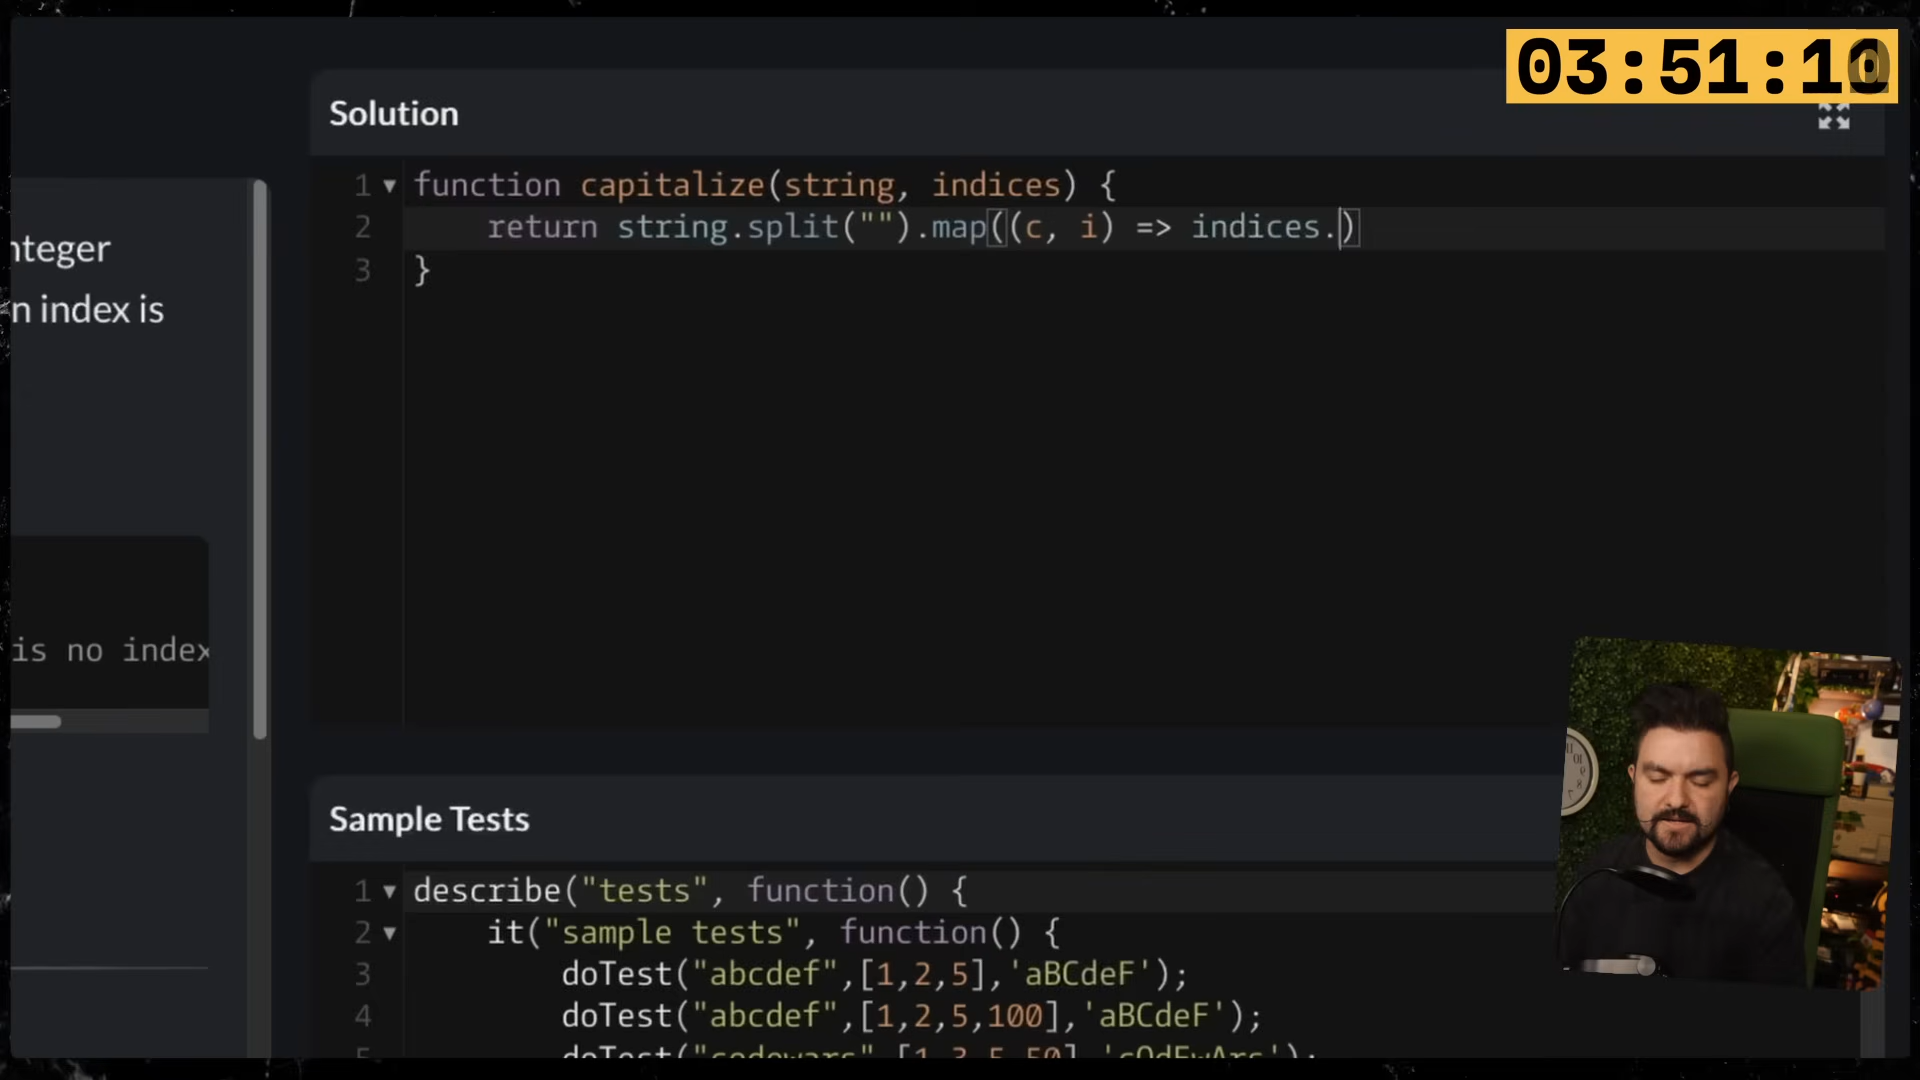 03:51:10
Solution
1 function capitalize(string, indices) {
2 return string.split("").map((c, i) => indices.)
3 }
nteger
n index is
is no index
Sample Tests
1 describe("tests", function() {
2 it("sample tests", function() {
3 doTest("abcdef",[1,2,5],'aBCdeF');
4 doTest("abcdef",[1,2,5,100],'aBCdeF');